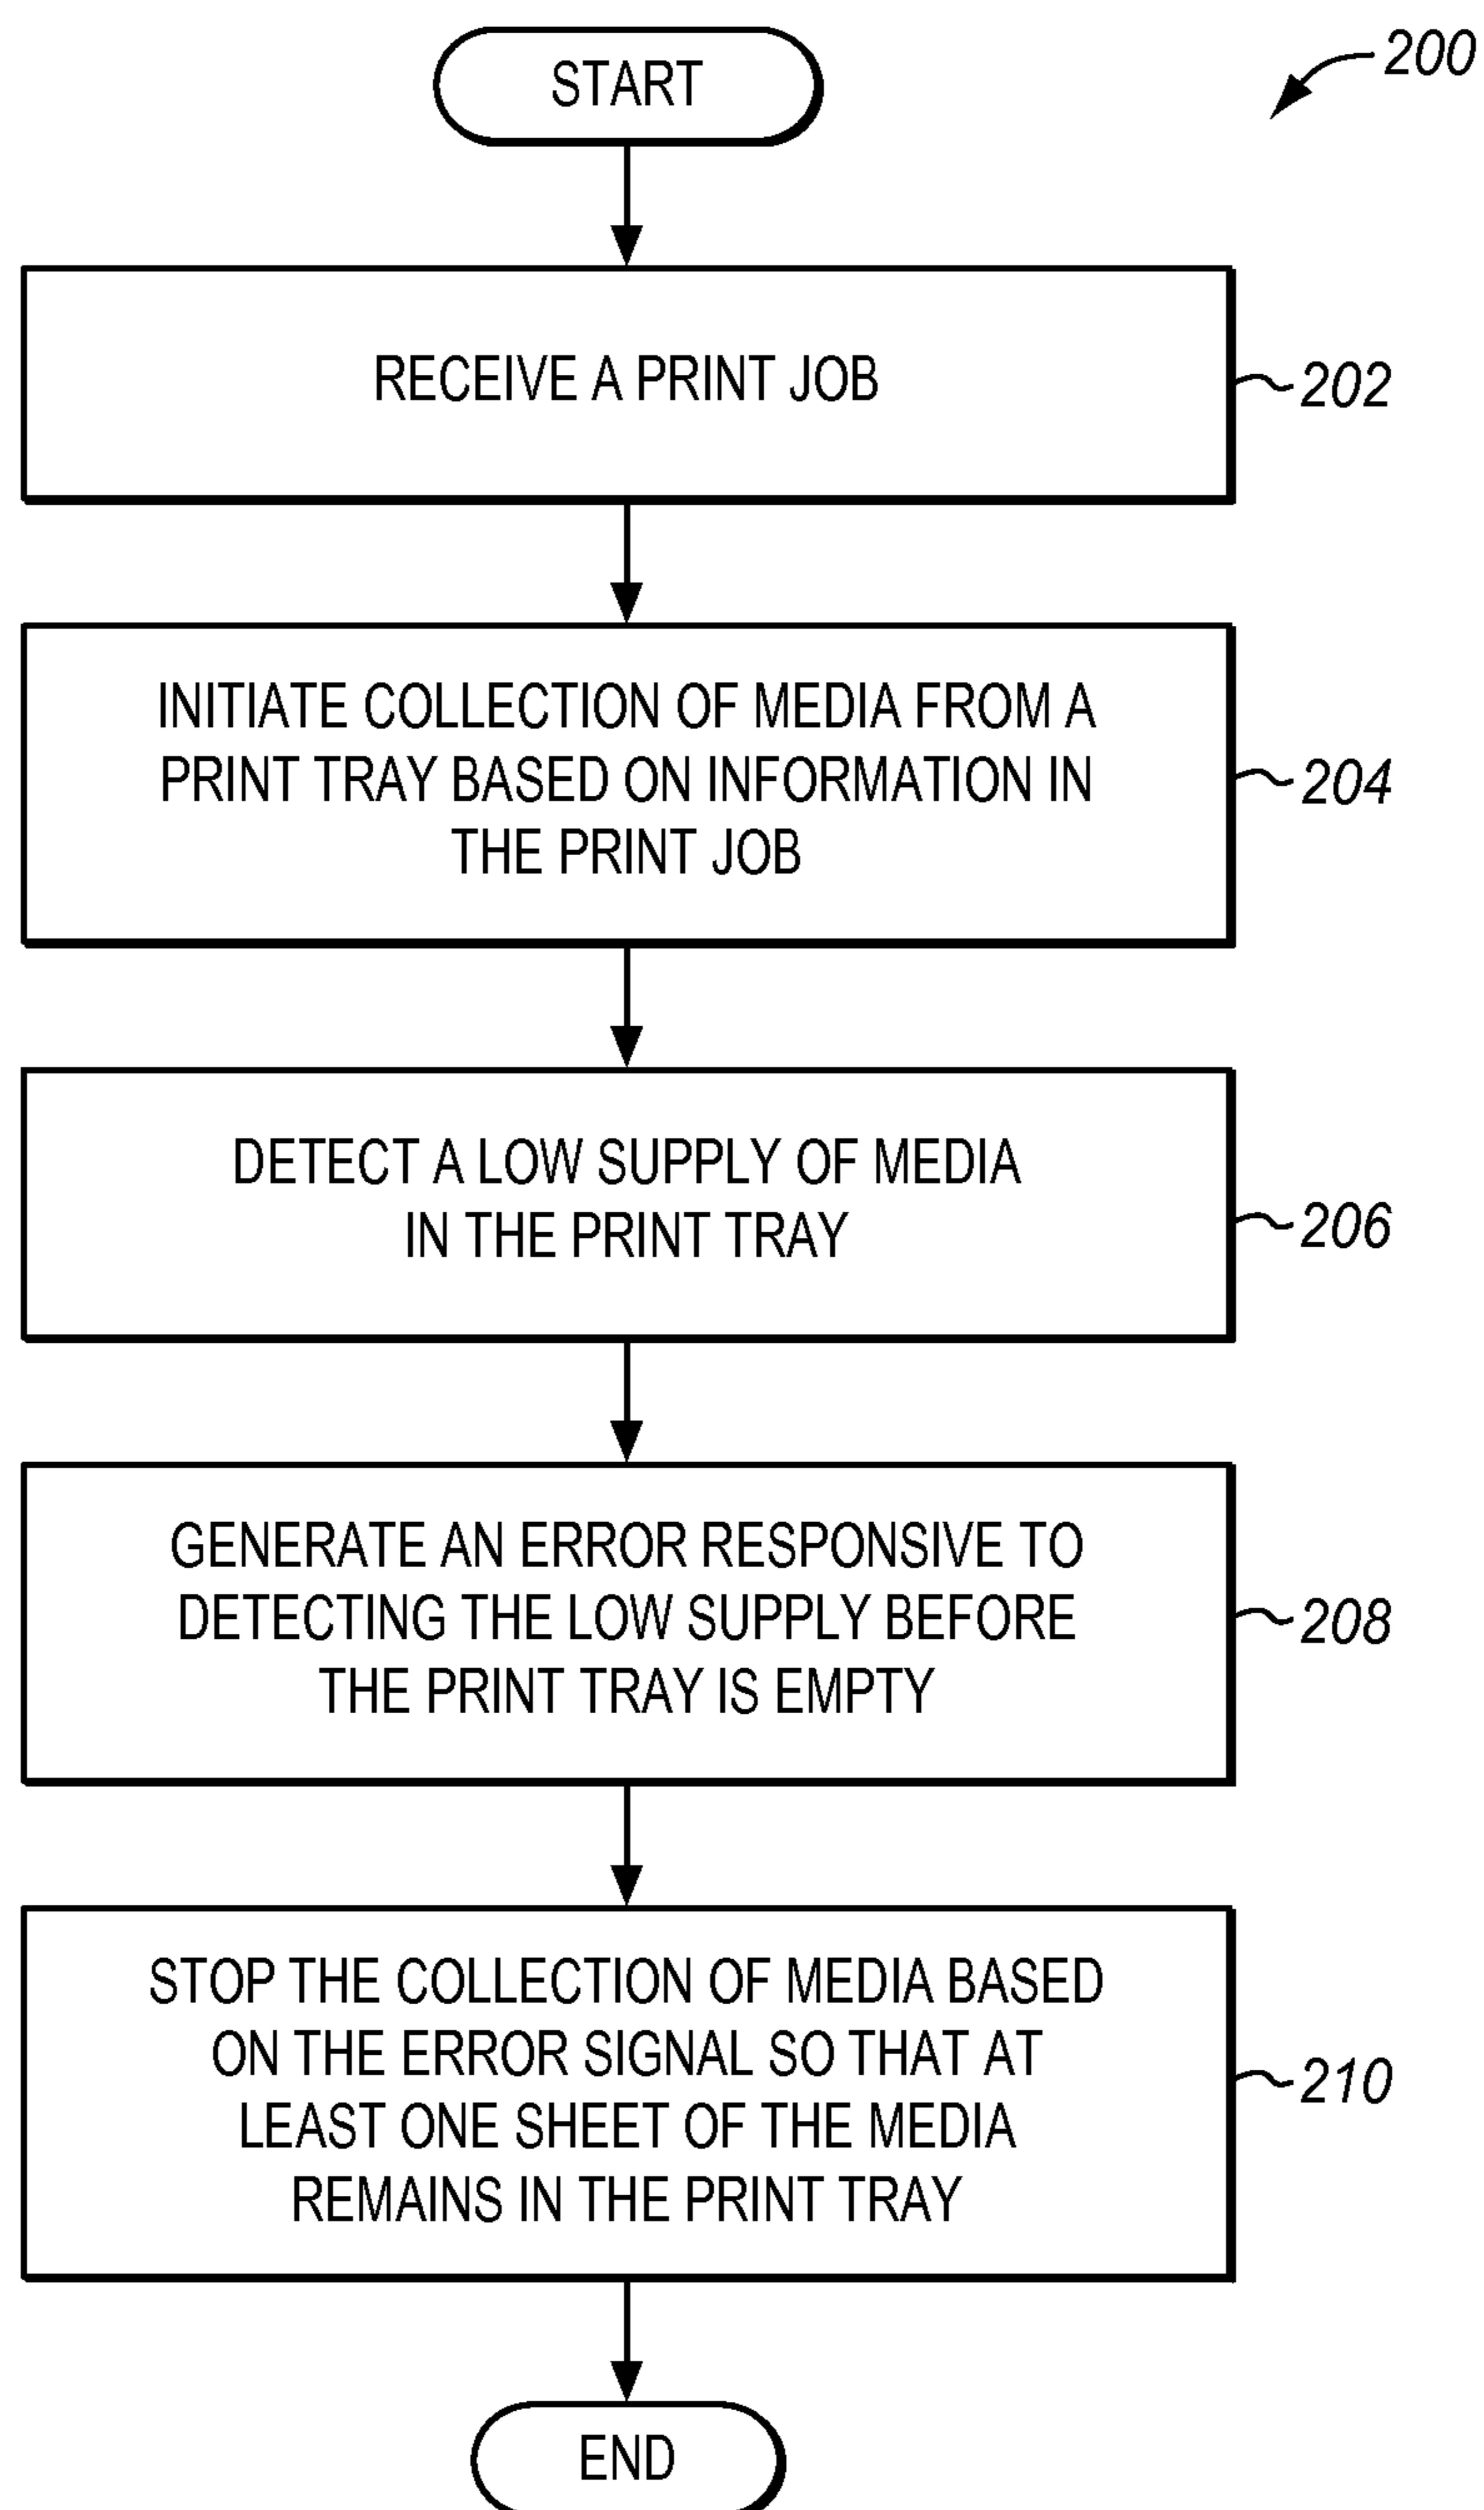 START
200
RECEIVE A PRINT JOB
202
INITIATE COLLECTION OF MEDIA FROM A
PRINT TRAY BASED ON INFORMATION IN
THE PRINT JOB
204
DETECT A LOW SUPPLY OF MEDIA
IN THE PRINT TRAY
206
GENERATE AN ERROR RESPONSIVE TO
DETECTING THE LOW SUPPLY BEFORE
THE PRINT TRAY IS EMPTY
208
STOP THE COLLECTION OF MEDIA BASED
ON THE ERROR SIGNAL SO THAT AT
LEAST ONE SHEET OF THE MEDIA
REMAINS IN THE PRINT TRAY
210
END